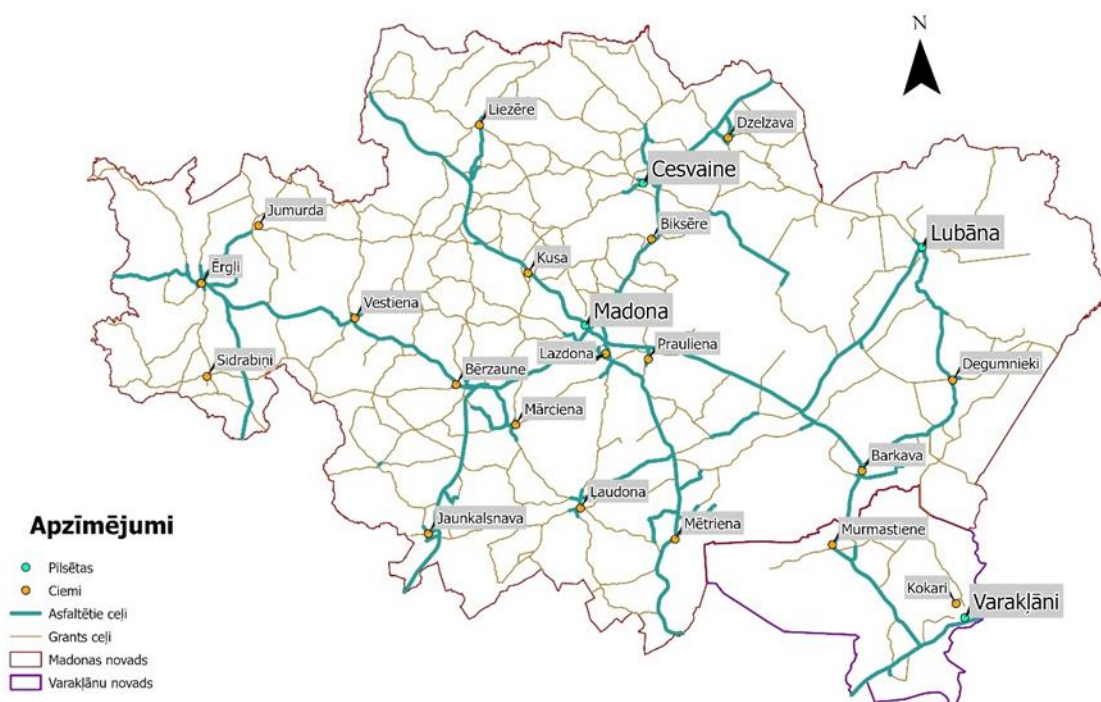 N
Liezēre
Dzelzava
Cesvaine
Jumurda
Biksēre
Lubāna
Ērgļi
Kusa
Vestiena
Madona
Prauliena
Lazdona
Sidrabiņi
Bērzaune
Degumnieki
Mārciena
Barkava
Ļaudona
Jaunkalsnava
Mētriena
Murmastiene
Kokari
Varakļāni
Apzīmējumi
Pilsētas
Ciemi
Asfaltētie ceļi
Grants ceļi
Madonas novads
Varakļānu novads